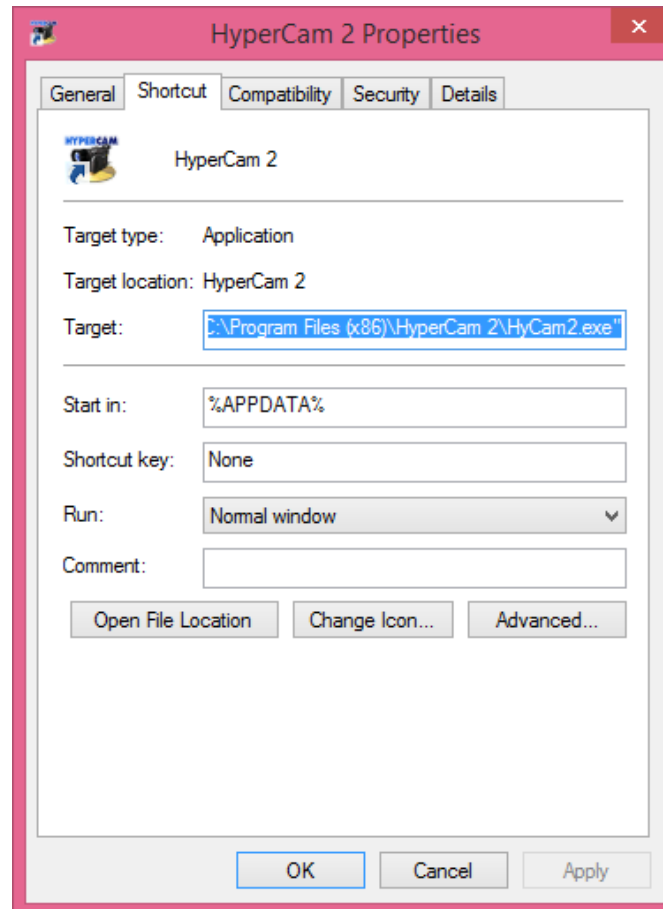 HyperCam 2 Properties
General Shortcut Compatibility Security Details
HYPERCAM
HyperCam 2
Target type: Application
Target location: HyperCam 2
Target: C:\Program Files (x86)\HyperCam 2\HyCam2.exe"
Start in: %APPDATA%
Shortcut key: None
Run: Normal window
Comment:
Open File Location Change Icon... Advanced...
OK Cancel Apply